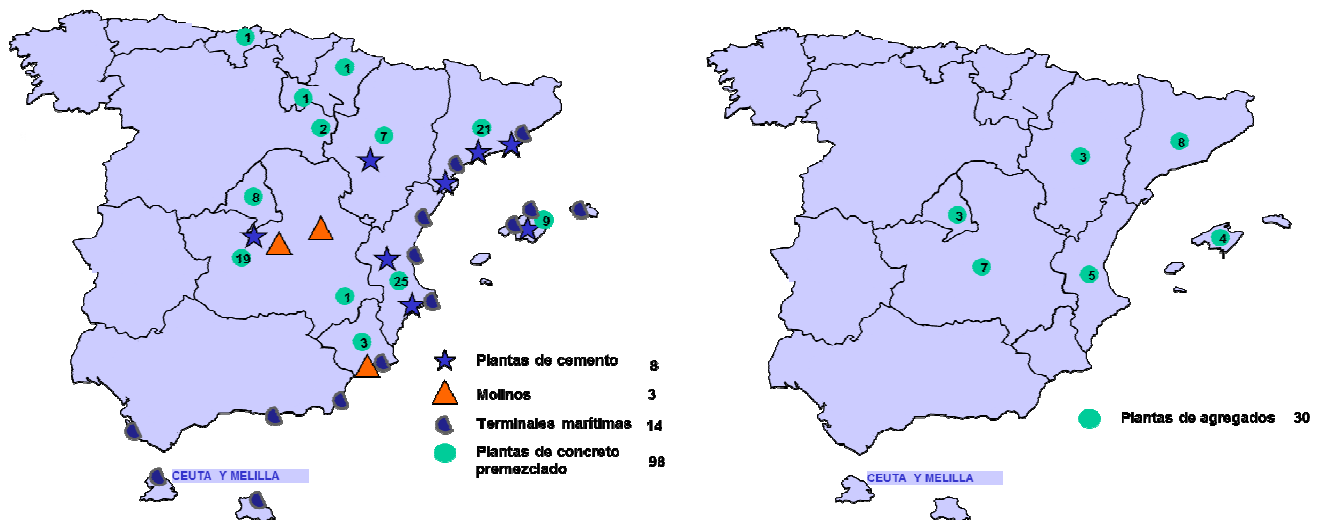 1
1
1
2
7
21
8
9
19
25
1
3
Plantas de cemento 8
Molinos 3
Terminales marítimas 14
Plantas de concreto
premezclado 98
CEUTA Y MELILLA
3
8
3
4
7
5
Plantas de agregados 30
CEUTA Y MELILLA